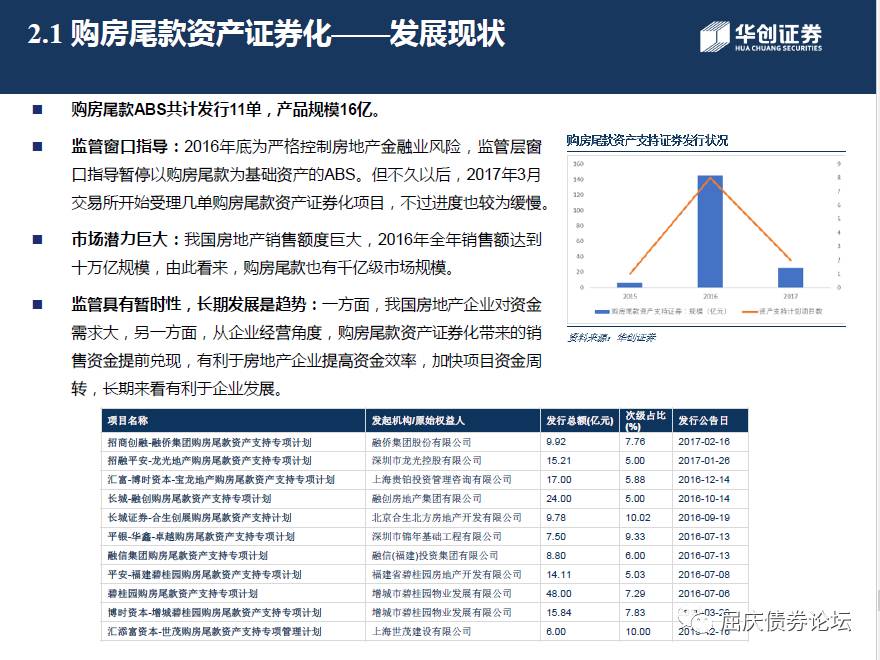 2.1 购房尾款资产证券化——发展现状
华创证券
HUA CHUANG SECURITIES
■ 购房尾款ABS共计发行11单，产品规模16亿。
■ 监管窗口指导：2016年底为严格控制房地产金融业风险，监管层窗
口指导暂停以购房尾款为基础资产的ABS。但不久以后，2017年3月
交易所开始受理几单购房尾款资产证券化项目，不过进度也较为缓慢。
■ 市场潜力巨大：我国房地产销售额度巨大，2016年全年销售额达到
十万亿规模，由此看来，购房尾款也有千亿级市场规模。
■ 监管具有暂时性，长期发展是趋势：一方面，我国房地产企业对资金
需求大，另一方面，从企业经营角度，购房尾款资产证券化带来的销
售资金提前兑现，有利于房地产企业提高资金效率，加快项目资金周
转，长期来看有利于企业发展。
购房尾款资产支持证券发行状况
160 9
140 8
120 7
100 6
80 5
60 4
40 3
20 2
0 1
0
2015 2016 2017
购房尾款资产支持证券：规模（亿元） 资产支持计划项目数
资料来源：华创证券
项目名称 发起机构/原始权益人 发行总额(亿元) 次级占比(%) 发行公告日
招商创融-融侨集团购房尾款资产支持专项计划 融侨集团股份有限公司 9.92 7.76 2017-02-16
招融平安-龙光地产购房尾款资产支持专项计划 深圳市龙光控股有限公司 15.21 5.00 2017-01-26
汇富-博时资本-宝龙地产购房尾款资产支持专项计划 上海贵铂投资管理咨询有限公司 17.00 5.88 2016-12-14
长城-融创购房尾款资产支持专项计划 融创房地产集团有限公司 24.00 5.00 2016-10-14
长城证券-合生创展购房尾款资产支持计划 北京合生北方房地产开发有限公司 9.78 10.02 2016-09-19
平银-华鑫-卓越购房尾款资产支持专项计划 深圳市锦年基础工程有限公司 7.50 9.33 2016-07-13
融信集团购房尾款资产支持专项计划 融信(福建)投资集团有限公司 8.80 6.00 2016-07-13
平安-福建碧桂园购房尾款资产支持专项计划 福建省碧桂园房地产开发有限公司 14.11 5.03 2016-07-08
碧桂园购房尾款资产支持专项计划 增城市碧桂园物业发展有限公司 48.00 7.29 2016-07-06
博时资本-增城碧桂园购房尾款资产支持专项计划 增城市碧桂园物业发展有限公司 15.84 7.83
汇添富资本-世茂购房尾款资产支持专项管理计划 上海世茂建设有限公司 6.00 10.00
屈庆债券论坛